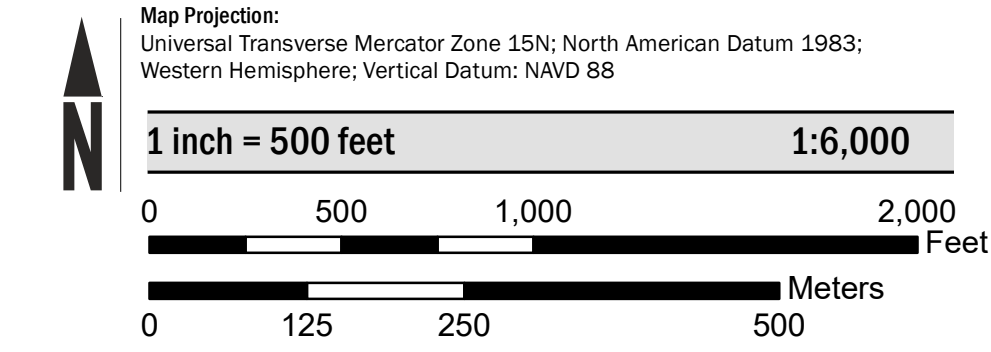 Map Projection:
Universal Transverse Mercator Zone 15N; North American Datum 1983;
Western Hemisphere; Vertical Datum: NAVD 88
N
1 inch = 500 feet 1:6,000
0 500 1,000 2,000
Feet
Meters
0 125 250 500